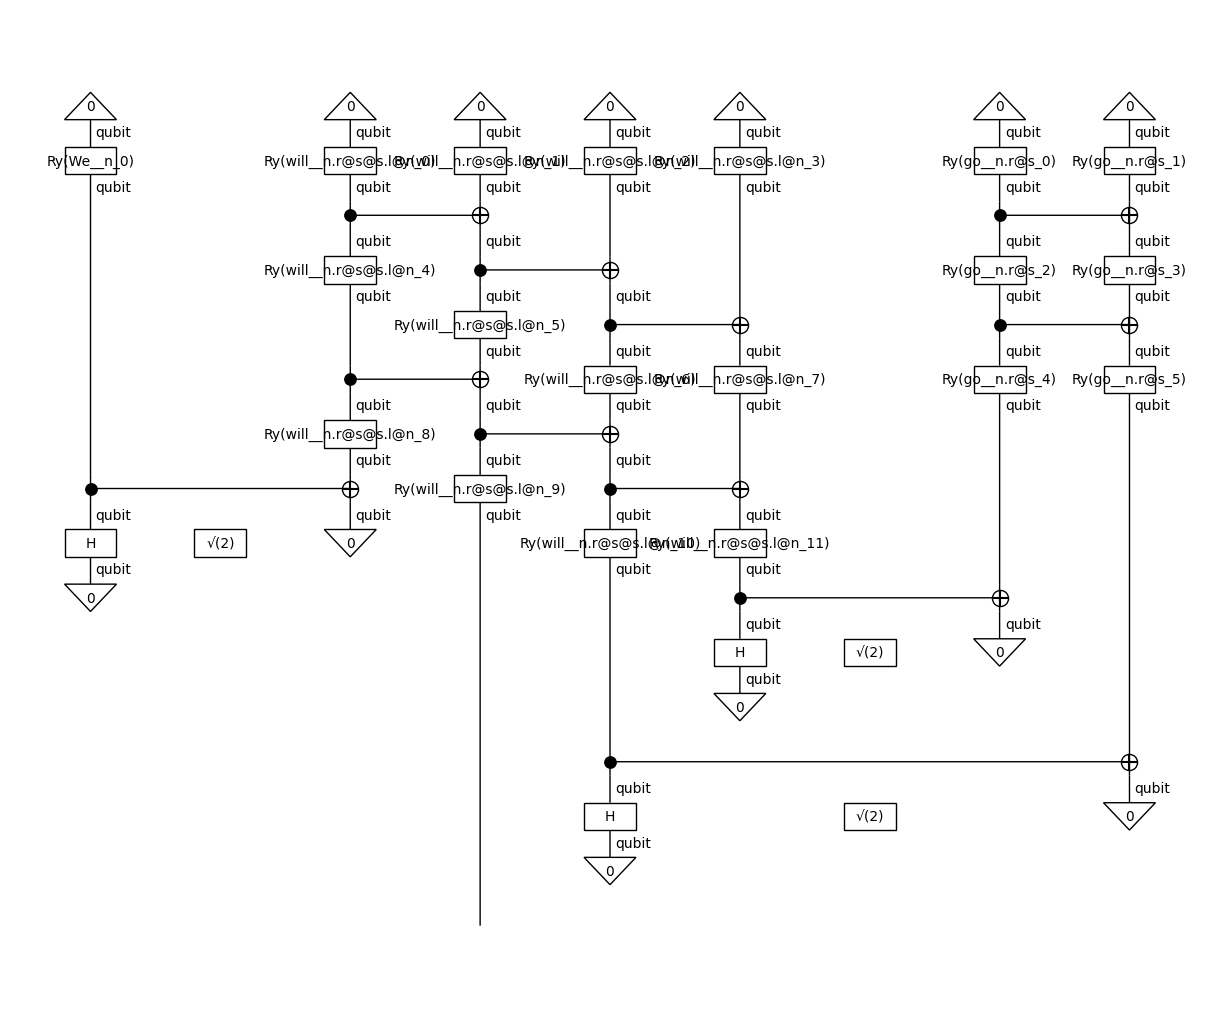 0 0 0 0 0 0 0
qubit qubit qubit qubit qubit qubit qubit
Ry(We__n_0) Ry(will__n.r@s@s.l@n_0) Ry(will__n.r@s@s.l@n_1) Ry(will__n.r@s@s.l@n_2) Ry(will__n.r@s@s.l@n_3) Ry(go__n.r@s_0) Ry(go__n.r@s_1)
qubit qubit qubit qubit qubit qubit qubit
qubit qubit qubit qubit
Ry(will__n.r@s@s.l@n_4) Ry(go__n.r@s_2) Ry(go__n.r@s_3)
qubit qubit qubit qubit qubit
Ry(will__n.r@s@s.l@n_5)
qubit qubit qubit qubit qubit
Ry(will__n.r@s@s.l@n_6) Ry(will__n.r@s@s.l@n_7) Ry(go__n.r@s_4) Ry(go__n.r@s_5)
qubit qubit qubit qubit qubit qubit
Ry(will__n.r@s@s.l@n_8)
qubit qubit qubit
Ry(will__n.r@s@s.l@n_9)
qubit qubit qubit qubit qubit
H √(2) 0 Ry(will__n.r@s@s.l@n_10) Ry(will__n.r@s@s.l@n_11)
qubit qubit qubit
0
qubit qubit
H √(2) 0
qubit
0
qubit qubit
H √(2) 0
qubit
0